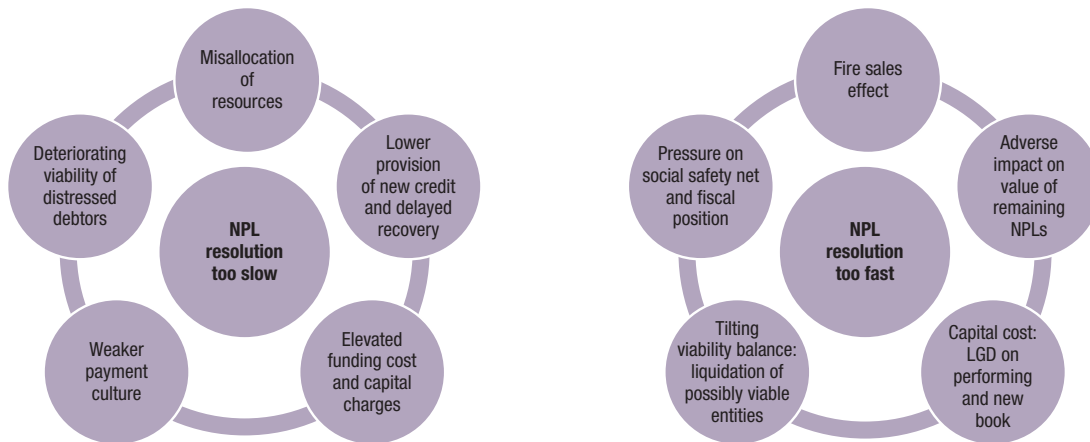 Misallocation
of
resources
Lower
provision
of new credit
and delayed
recovery
Elevated
funding cost
and capital
charges
Weaker
payment
culture
Deteriorating
viability of
distressed
debtors
NPL
resolution
too slow
Fire sales
effect
Adverse
impact on
value of
remaining
NPLs
Capital cost:
LGD on
performing
and new
book
Tilting
viability balance:
liquidation of
possibly viable
entities
Pressure on
social safety net
and fiscal
position
NPL
resolution
too fast